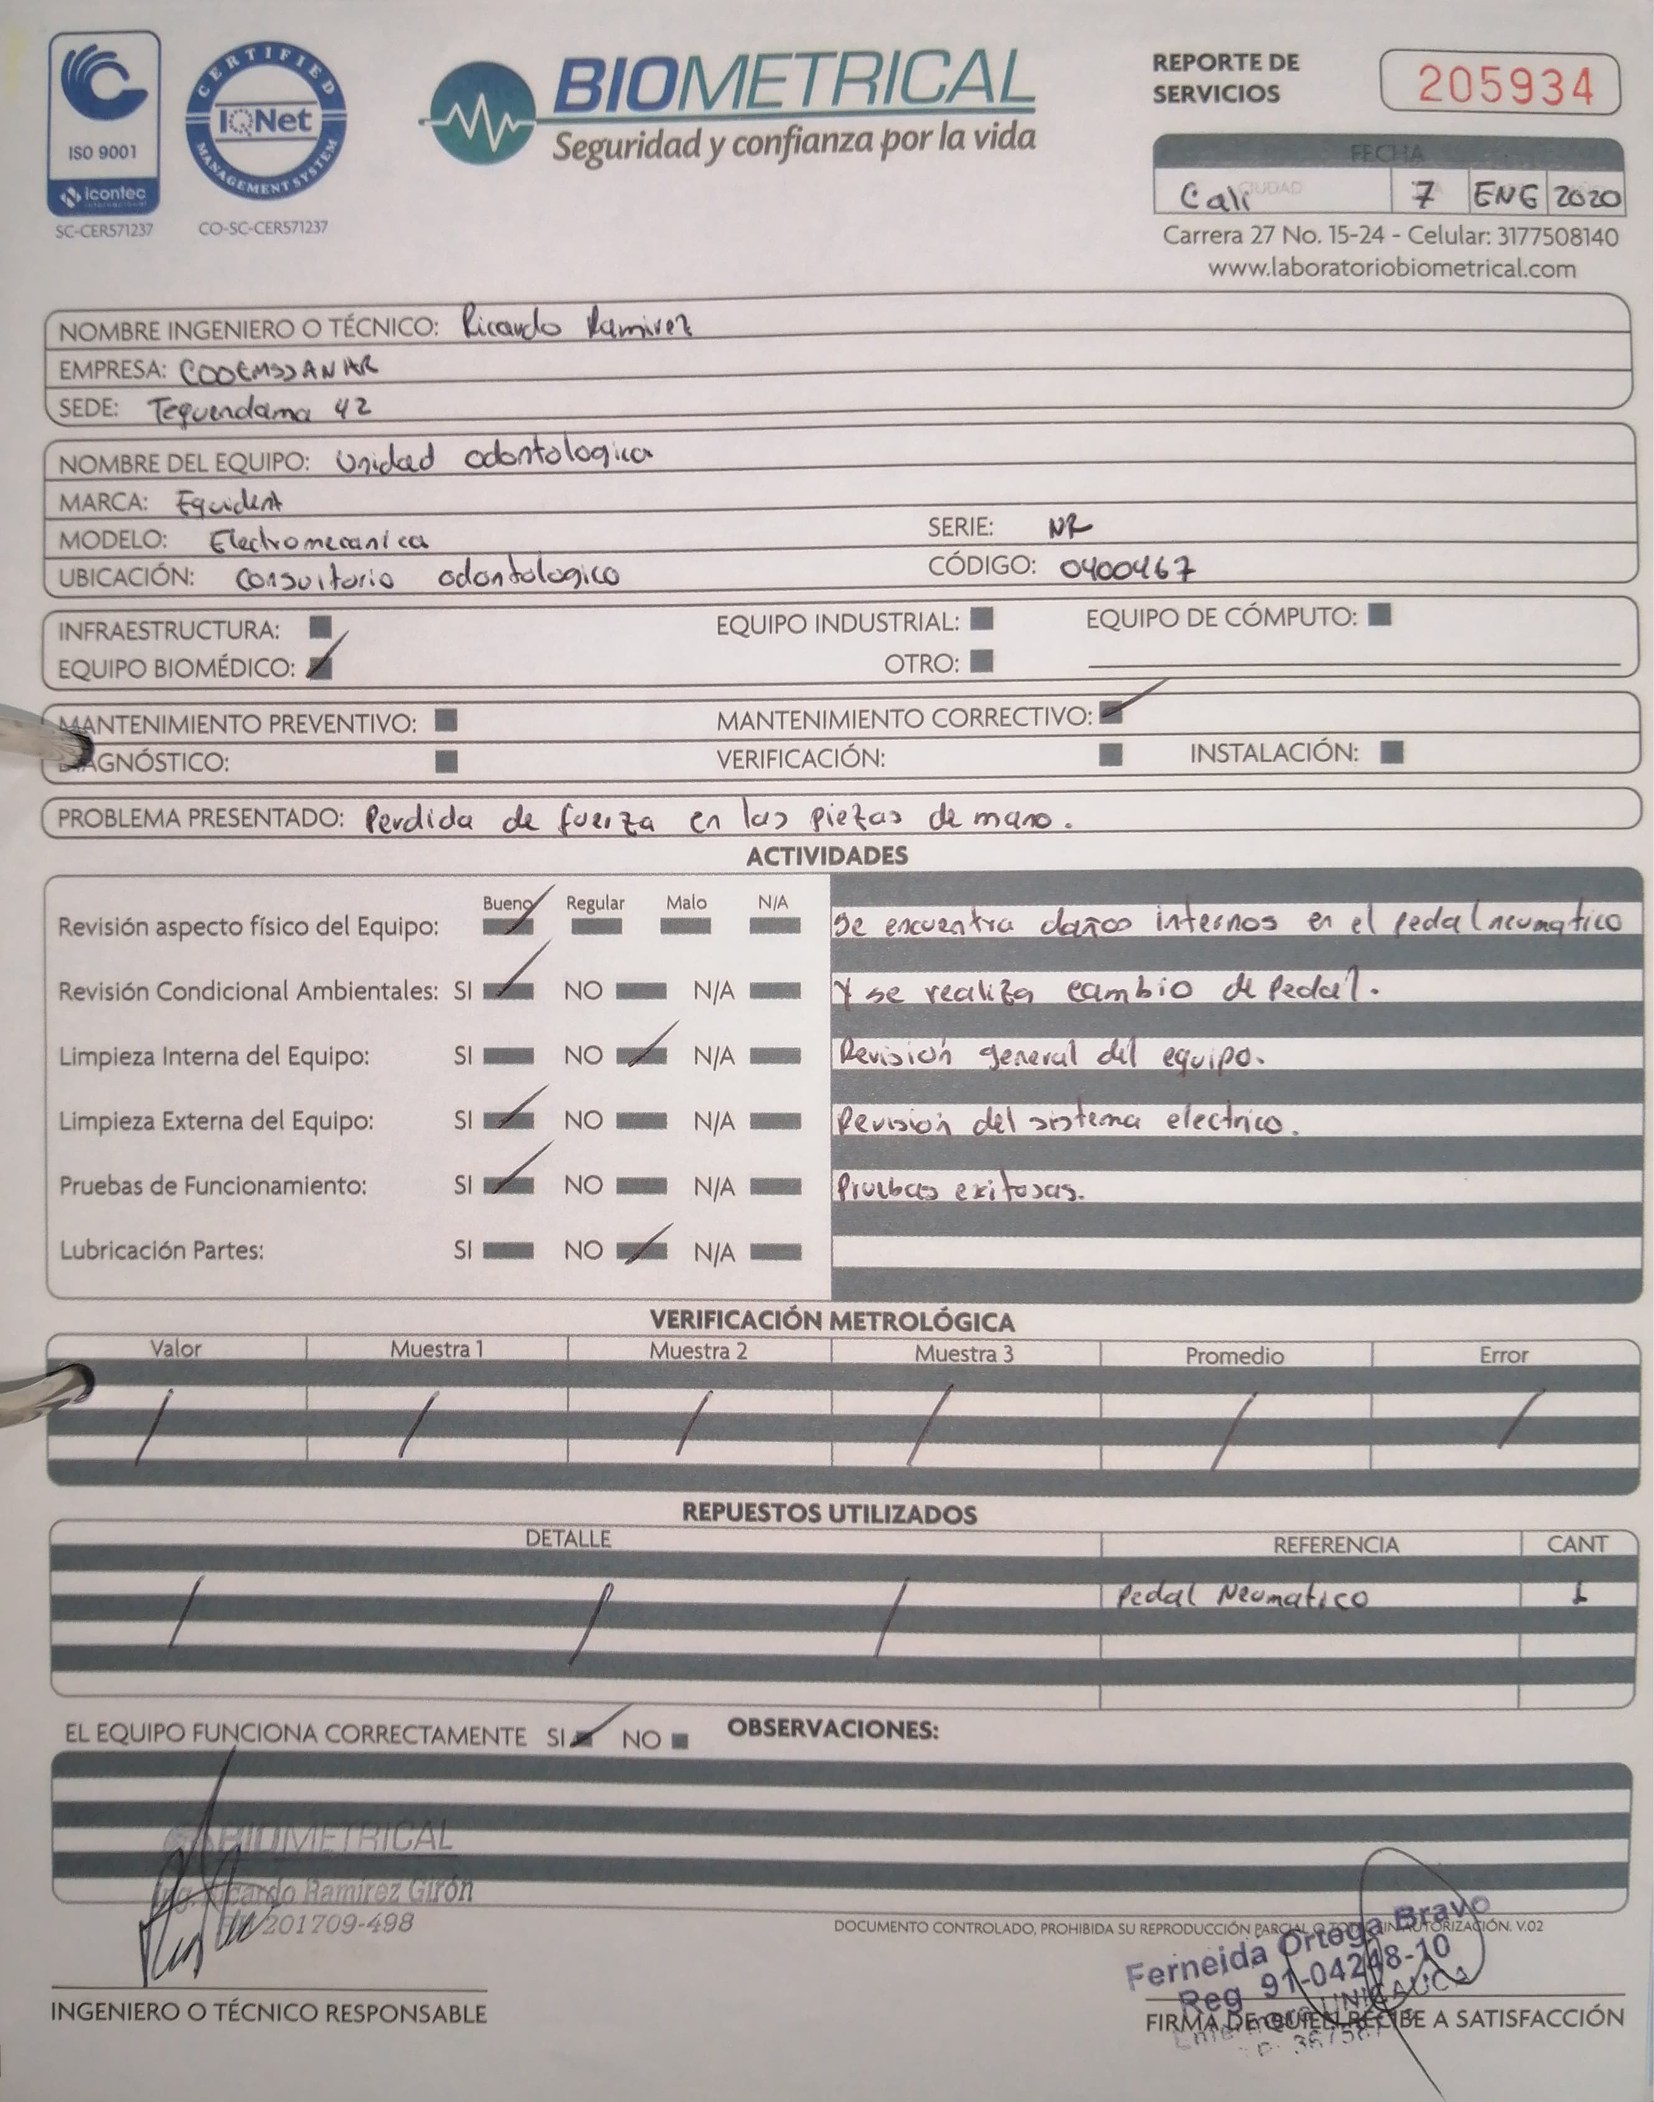 ISO 9001
icontec
SC-CER571237
CERTIFIED
IQNet
MANAGEMENT SYSTEM
CO-SC-CER571237
BIOMETRICAL
Seguridad y confianza por la vida
REPORTE DE
SERVICIOS
205934
FECHA
CIUDAD
Cali 7 ENE 2020
Carrera 27 No. 15-24 - Celular: 3177508140
www.laboratoriobiometrical.com
NOMBRE INGENIERO O TÉCNICO: Ricardo Ramirez
EMPRESA: COOEMSSANAR
SEDE: Tequendama 42
NOMBRE DEL EQUIPO: Unidad odontologica
MARCA: Equident
MODELO: Electromecanica SERIE: NR
UBICACIÓN: Consultorio odontologico CÓDIGO: 0400467
INFRAESTRUCTURA: EQUIPO INDUSTRIAL: EQUIPO DE CÓMPUTO:
EQUIPO BIOMÉDICO: OTRO:
MANTENIMIENTO PREVENTIVO: MANTENIMIENTO CORRECTIVO:
DIAGNÓSTICO: VERIFICACIÓN: INSTALACIÓN:
PROBLEMA PRESENTADO: Perdida de fuerza en las piezas de mano.
ACTIVIDADES
Bueno Regular Malo N/A
Revisión aspecto físico del Equipo: Se encuentra daños internos en el pedal neumatico
Revisión Condicional Ambientales: SI NO N/A Y se realiza cambio de pedal.
Limpieza Interna del Equipo: SI NO N/A Revisión general del equipo.
Limpieza Externa del Equipo: SI NO N/A Revisión del sistema electrico.
Pruebas de Funcionamiento: SI NO N/A Pruebas exitosas.
Lubricación Partes: SI NO N/A
VERIFICACIÓN METROLÓGICA
Valor Muestra 1 Muestra 2 Muestra 3 Promedio Error
/ / / / / /
REPUESTOS UTILIZADOS
DETALLE REFERENCIA CANT
/ / / Pedal Neumatico 1
EL EQUIPO FUNCIONA CORRECTAMENTE SI NO OBSERVACIONES:
BIOMETRICAL
Ing. Ricardo Ramírez Girón
201709-498
DOCUMENTO CONTROLADO, PROHIBIDA SU REPRODUCCIÓN PARCIAL O AUTORIZACIÓN. V.02
Ferneida Ortega Bravo
Reg 91-04248-10
UNICAUCA
INGENIERO O TÉCNICO RESPONSABLE
FIRMA DE QUIEN RECIBE A SATISFACCIÓN